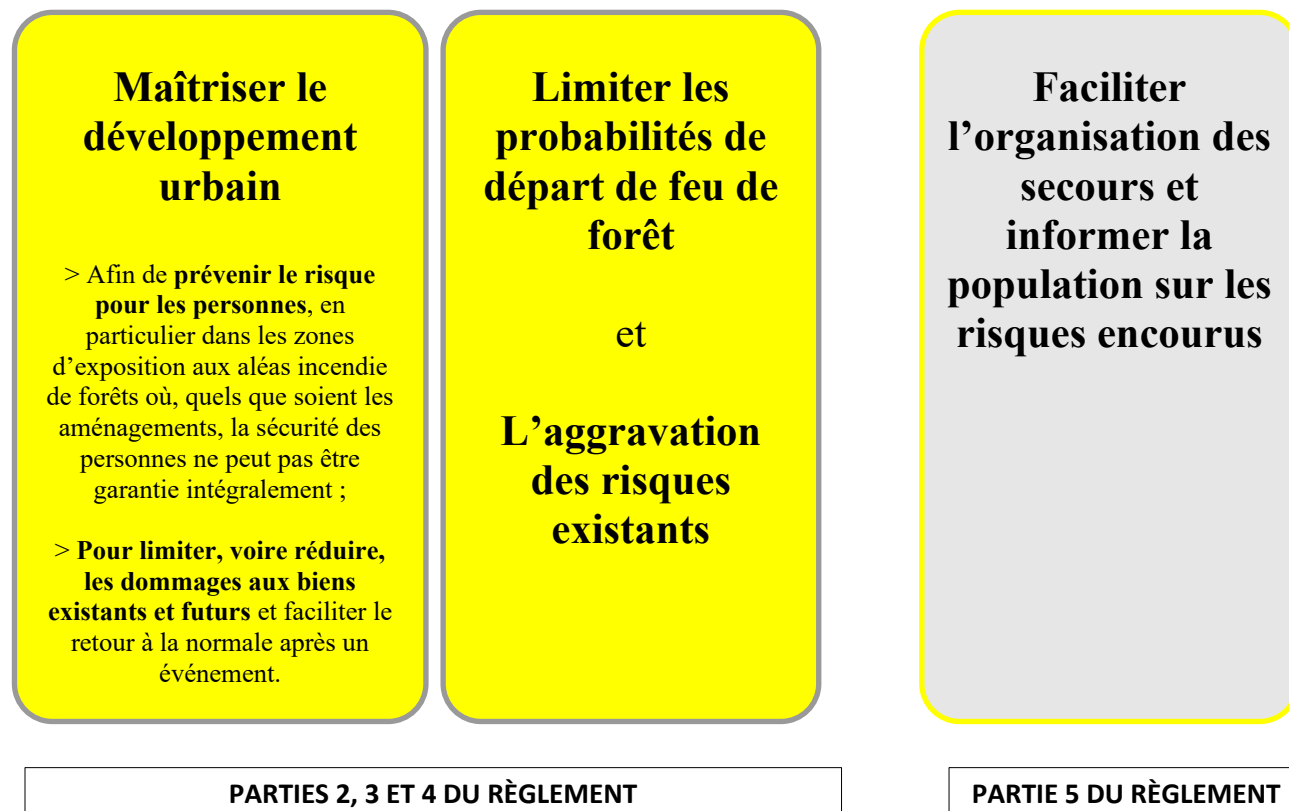 Maîtriser le
développement
urbain
> Afin de prévenir le risque
pour les personnes, en
particulier dans les zones
d’exposition aux aléas incendie
de forêts où, quels que soient les
aménagements, la sécurité des
personnes ne peut pas être
garantie intégralement ;
> Pour limiter, voire réduire,
les dommages aux biens
existants et futurs et faciliter le
retour à la normale après un
événement.
Limiter les
probabilités de
départ de feu de
forêt
et
L’aggravation
des risques
existants
Faciliter
l’organisation des
secours et
informer la
population sur les
risques encourus
PARTIES 2, 3 ET 4 DU RÈGLEMENT
PARTIE 5 DU RÈGLEMENT